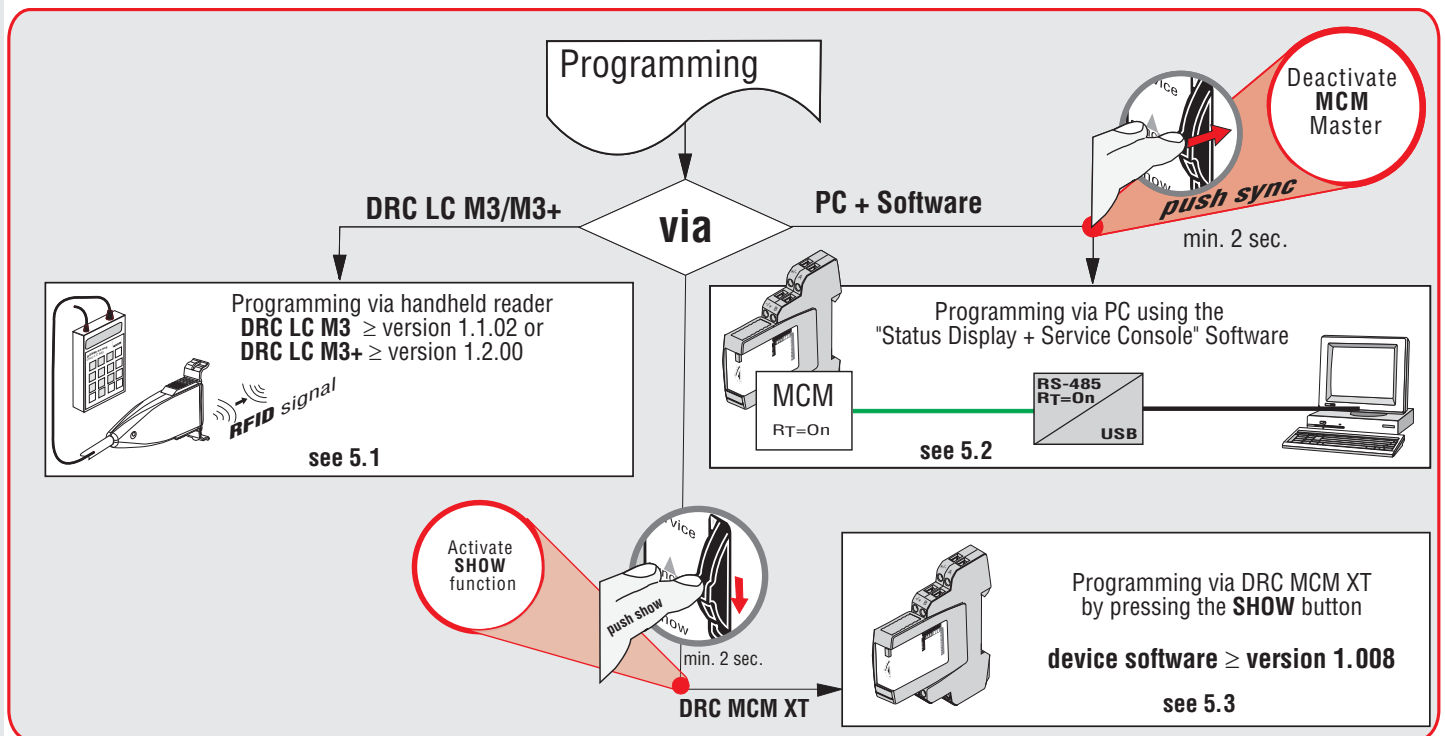 Programming
Deactivate
MCM
Master
vice
push sync
min. 2 sec.
DRC LC M3/M3+
via
PC + Software
Programming via handheld reader
DRC LC M3 ≥ version 1.1.02 or
DRC LC M3+ ≥ version 1.2.00
RFID signal
see 5.1
Programming via PC using the
"Status Display + Service Console" Software
MCM
RT=On
RS-485
RT=On
USB
see 5.2
Activate
SHOW
function
vice
push show
how
min. 2 sec.
DRC MCM XT
Programming via DRC MCM XT
by pressing the SHOW button
device software ≥ version 1.008
see 5.3